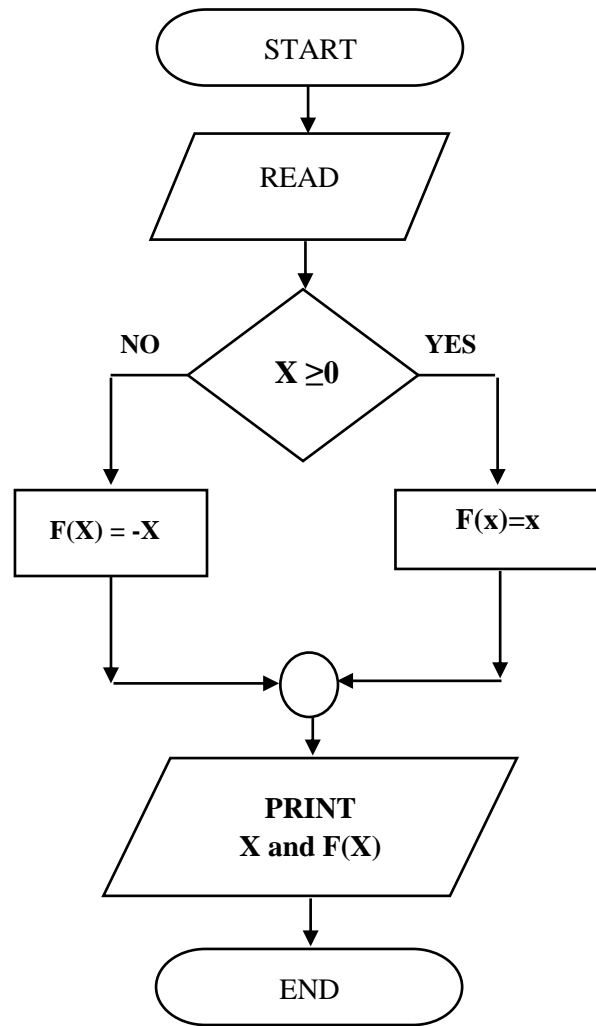 START
READ
NO
YES
X ≥0
F(X) = -X
F(x)=x
PRINT
X and F(X)
END